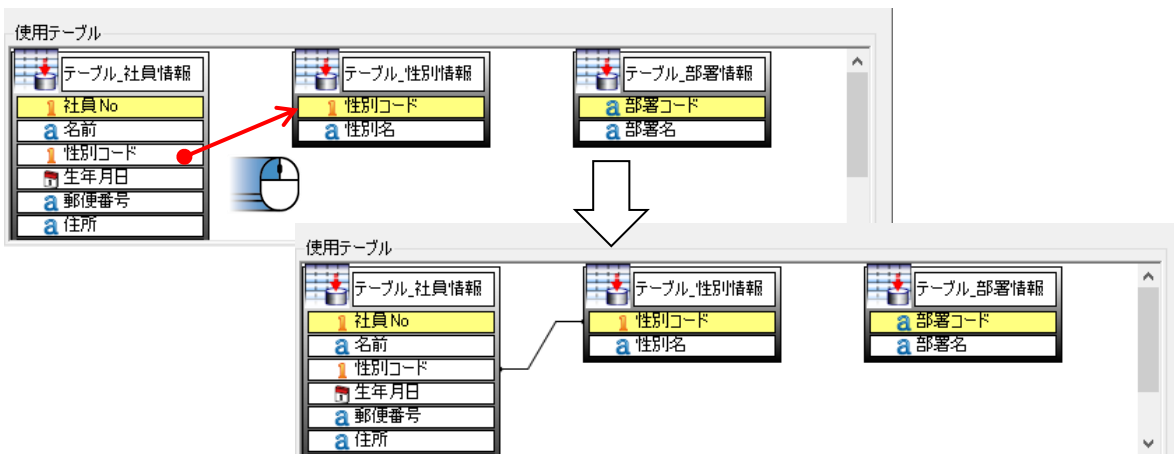 使用テーブル
テーブル_社員情報
社員No
名前
性別コード
生年月日
郵便番号
住所
テーブル_性別情報
性別コード
性別名
テーブル_部署情報
部署コード
部署名
使用テーブル
テーブル_社員情報
社員No
名前
性別コード
生年月日
郵便番号
住所
テーブル_性別情報
性別コード
性別名
テーブル_部署情報
部署コード
部署名